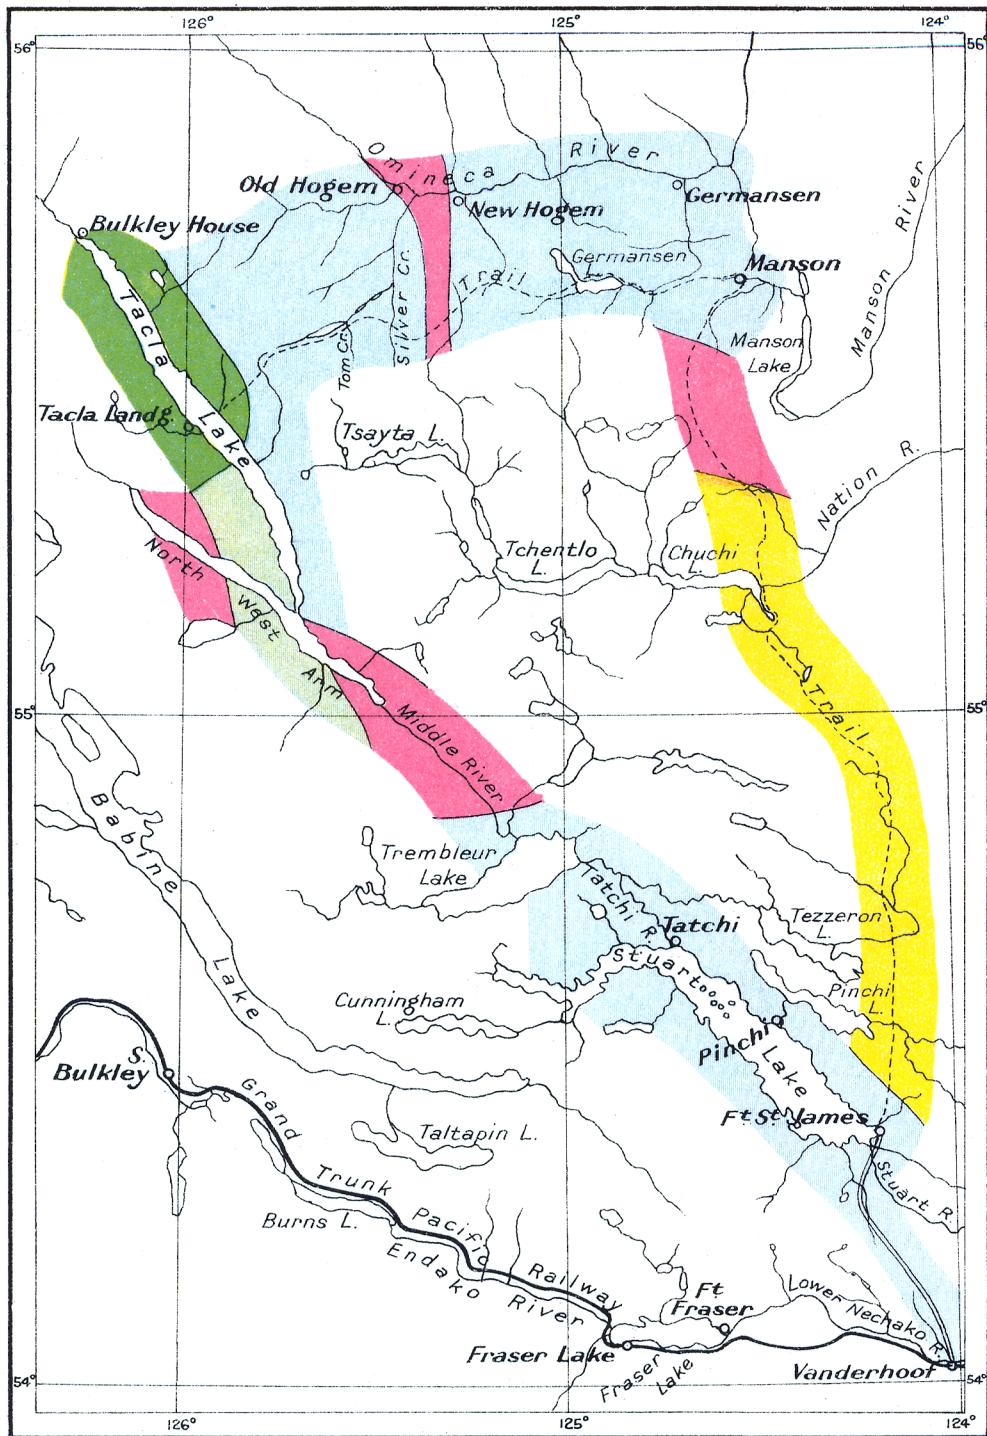 126° 125° 124°
56° 56°
Omineca River
Old Hogem
New Hogem
Germansen
Bulkley House
Germansen
L.
Manson
Manson River
Trail
Silver Cr.
Tom Cr.
Manson
Lake
Tacla Lake
Tacla Landg.
Tsayta L.
Nation R.
North West Arm
Tchentlo
L.
Chuchi
L.
Trail
55° 55°
Middle River
Babine Lake
Trembleur
Lake
Tatchi R.
Tatchi
Tezzeron
L.
Stuart Lake
Pinchi
L.
Cunningham
L.
Pinchi
S.
Bulkley
Ft. St. James
Grand Trunk Pacific Railway
Taltapin L.
Stuart R.
Burns L.
Endako River
Ft
Fraser
Lower Nechako R.
Fraser Lake
Fraser
Lake
Vanderhoof
54° 54°
126° 125° 124°